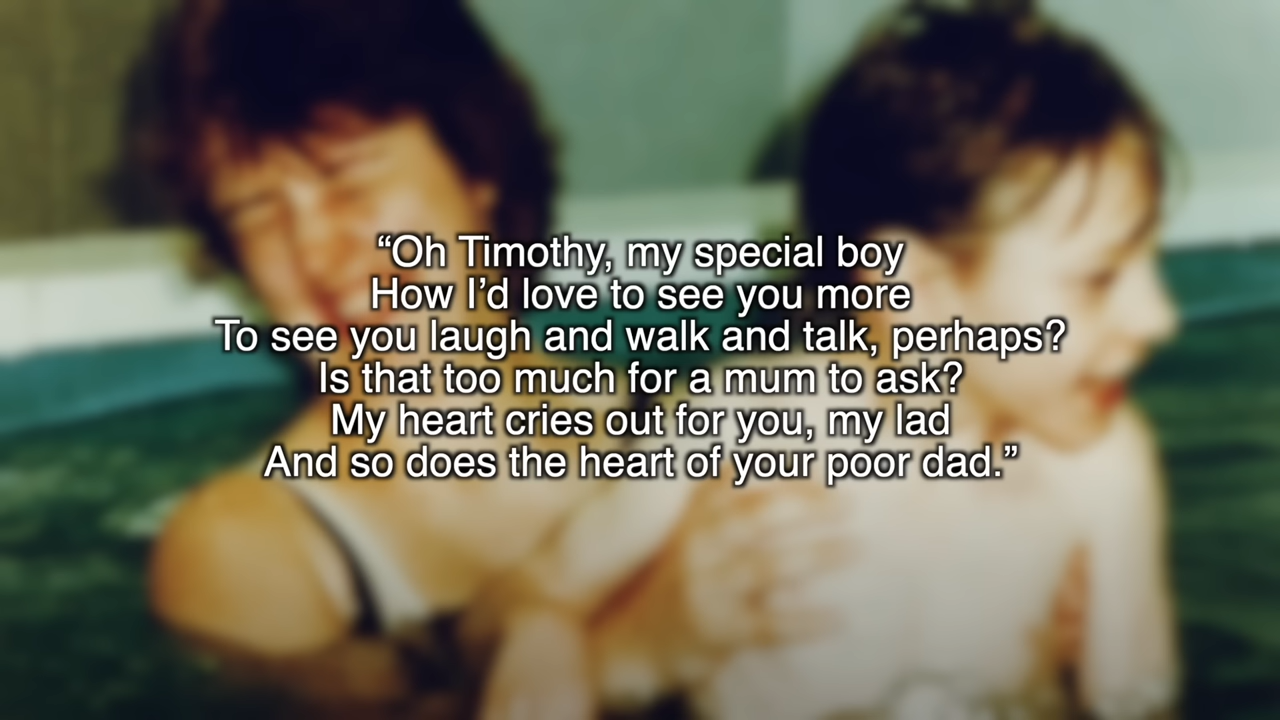 “Oh Timothy, my special boy
How I’d love to see you more
To see you laugh and walk and talk, perhaps?
Is that too much for a mum to ask?
My heart cries out for you, my lad
And so does the heart of your poor dad.”